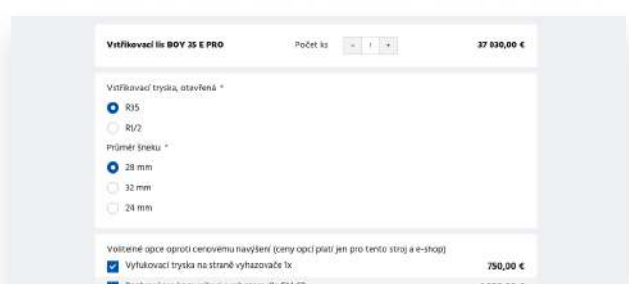 Vstřikovací lis BOY 35 E PRO Počet ks - 1 + 37 930,00 €
Vstřikovací tryska, otevřená *
R35
R1/2
Průměr šneku *
28 mm
32 mm
24 mm
Volitelné opce oproti cenovému navýšení (ceny opcí platí jen pro tento stroj a e-shop)
Vyfukovací tryska na straně vyhazovače 1x 750,00 €